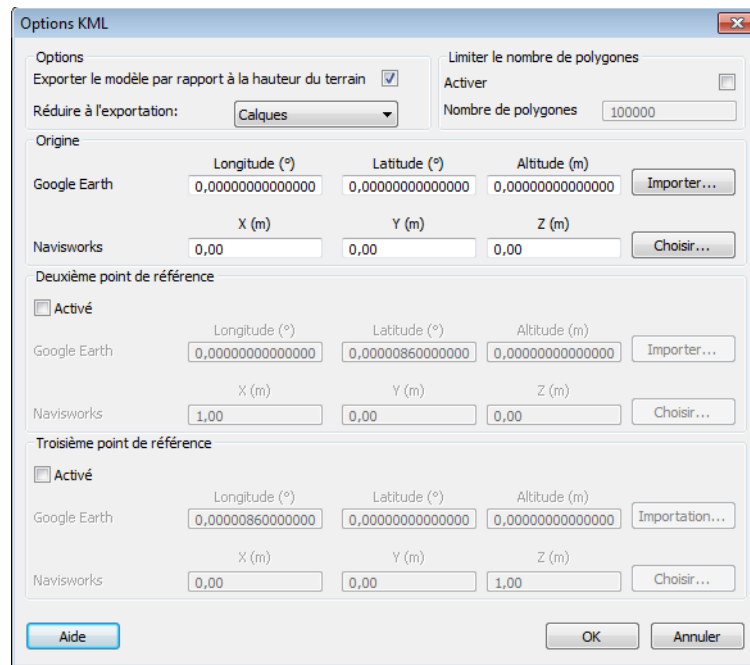 Options KML
Options
Exporter le modèle par rapport à la hauteur du terrain
Réduire à l'exportation: Calques
Limiter le nombre de polygones
Activer
Nombre de polygones 100000
Origine
Longitude (°) Latitude (°) Altitude (m)
Google Earth 0,00000000000000 0,00000000000000 0,00000000000000 Importer...
X (m) Y (m) Z (m)
Navisworks 0,00 0,00 0,00 Choisir...
Deuxième point de référence
Activé
Longitude (°) Latitude (°) Altitude (m)
Google Earth 0,00000000000000 0,00000860000000 0,00000000000000 Importer...
X (m) Y (m) Z (m)
Navisworks 1,00 0,00 0,00 Choisir...
Troisième point de référence
Activé
Longitude (°) Latitude (°) Altitude (m)
Google Earth 0,00000860000000 0,00000000000000 0,00000000000000 Importation...
X (m) Y (m) Z (m)
Navisworks 0,00 0,00 1,00 Choisir...
Aide OK Annuler